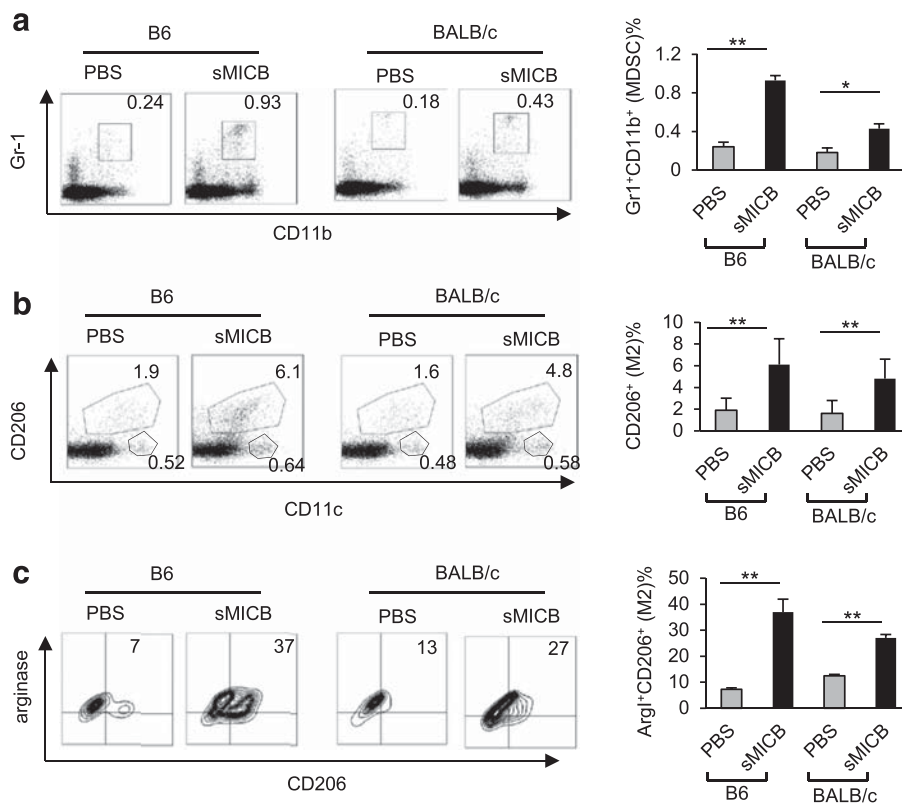 a
B6
BALB/c
PBS
sMICB
PBS
sMICB
0.24
0.93
0.18
0.43
Gr-1
CD11b
Gr1+CD11b+ (MDSC)%
1.2
0.8
0.4
0
**
*
PBS
sMICB
PBS
sMICB
B6
BALB/c
b
B6
BALB/c
PBS
sMICB
PBS
sMICB
1.9
6.1
1.6
4.8
0.52
0.64
0.48
0.58
CD206
CD11c
CD206+ (M2)%
10
8
6
4
2
0
**
**
PBS
sMICB
PBS
sMICB
B6
BALB/c
c
B6
BALB/c
PBS
sMICB
PBS
sMICB
7
37
13
27
arginase
CD206
ArgI+CD206+ (M2)%
50
40
30
20
10
0
**
**
PBS
sMICB
PBS
sMICB
B6
BALB/c